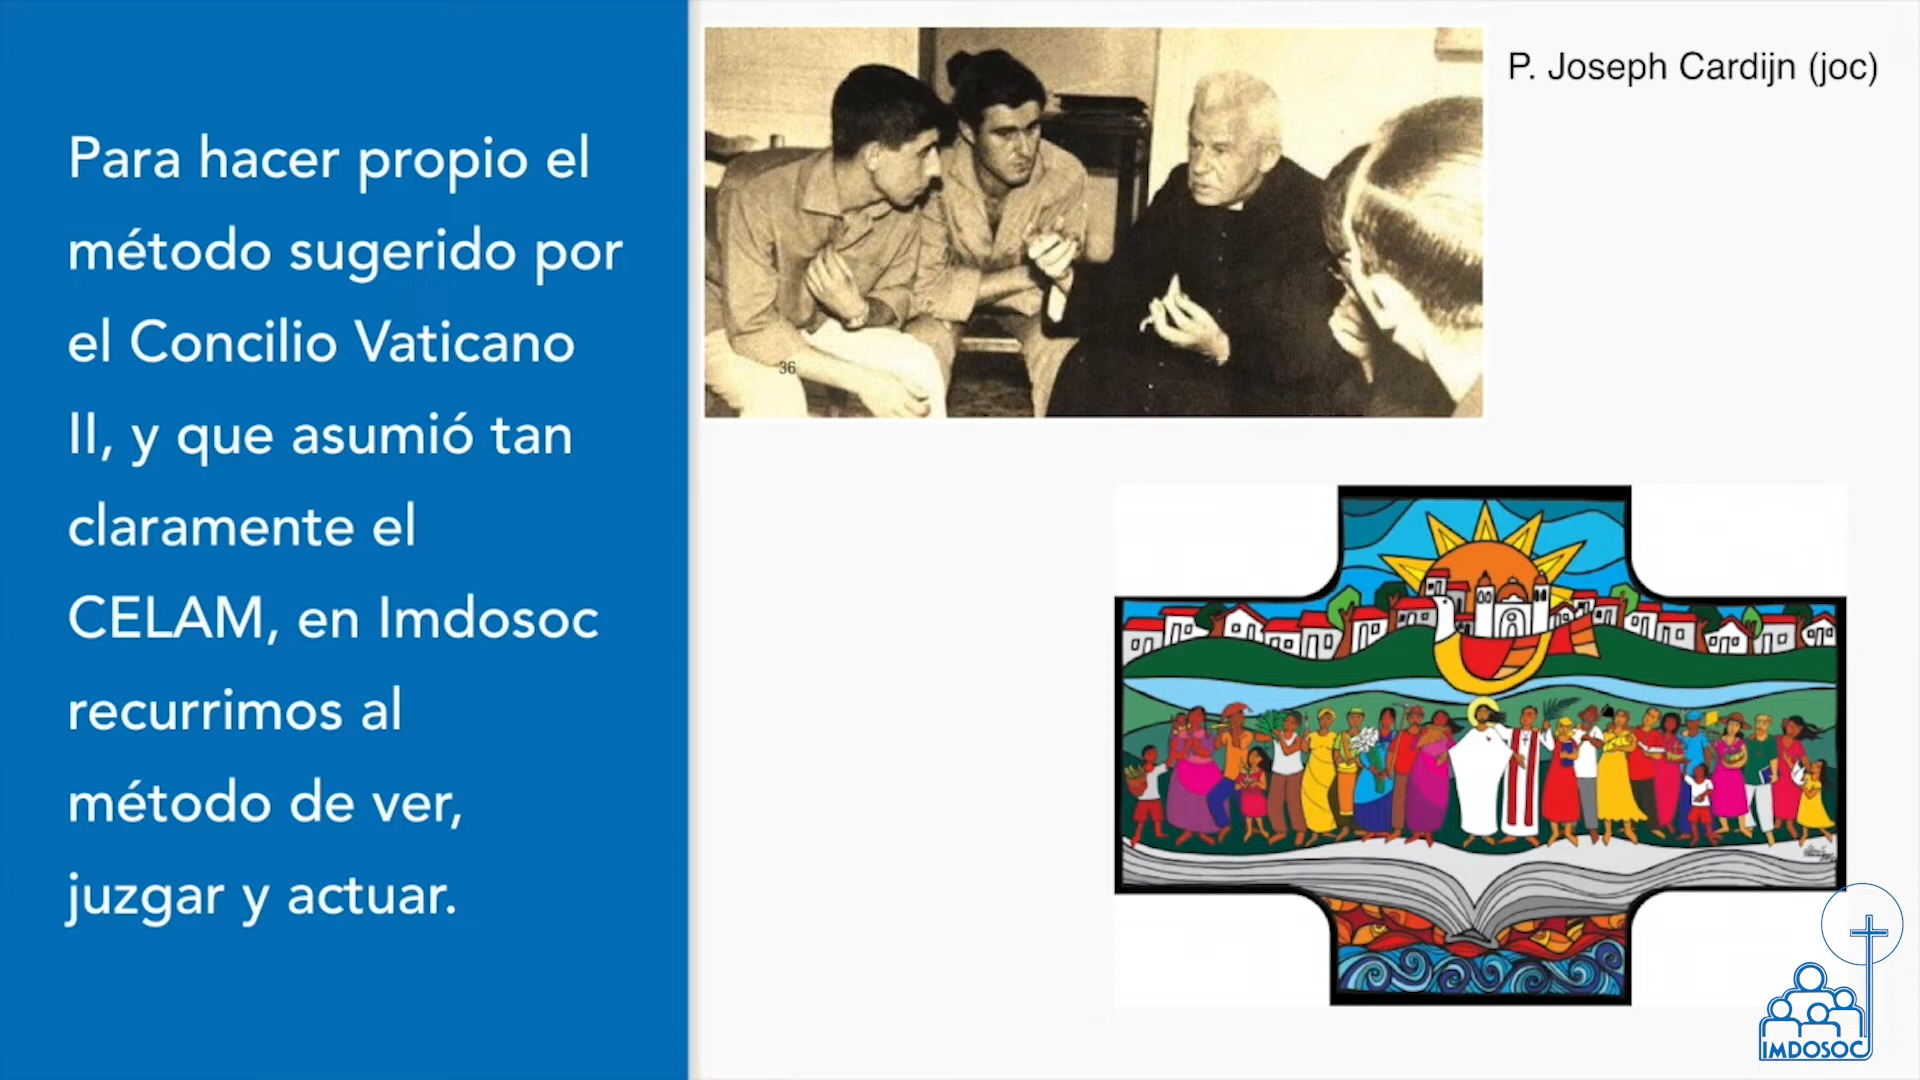 Para hacer propio el
método sugerido por
el Concilio Vaticano
II, y que asumió tan
claramente el
CELAM, en Imdosoc
recurrimos al
método de ver,
juzgar y actuar.
P. Joseph Cardijn (joc)
36
IMDOSOC